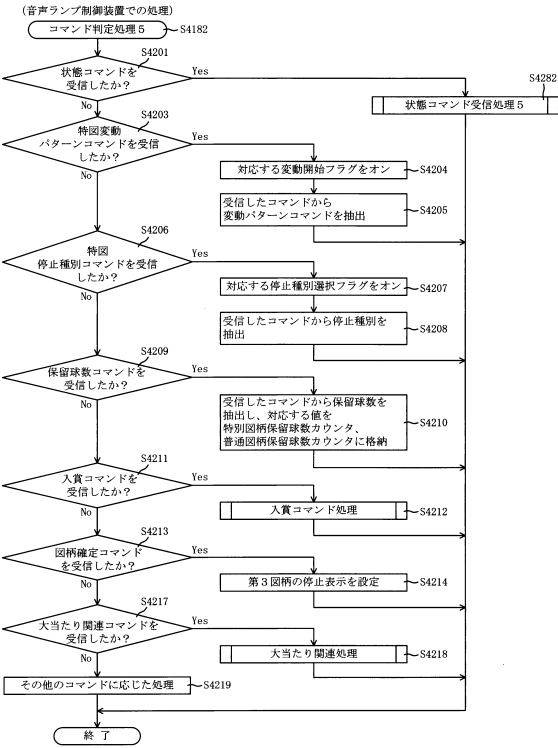 (音声ランプ制御装置での処理)
コマンド判定処理5
S4182
S4201
状態コマンドを
受信したか?
Yes
No
S4282
状態コマンド受信処理5
S4203
特図変動
パターンコマンドを受信
したか?
Yes
No
対応する変動開始フラグをオン
S4204
受信したコマンドから
変動パターンコマンドを抽出
S4205
S4206
特図
停止種別コマンドを受信
したか?
Yes
No
対応する停止種別選択フラグをオン
S4207
受信したコマンドから停止種別を
抽出
S4208
S4209
保留球数コマンドを
受信したか?
Yes
No
受信したコマンドから保留球数を
抽出し、対応する値を
特別図柄保留球数カウンタ、
普通図柄保留球数カウンタに格納
S4210
S4211
入賞コマンドを
受信したか?
Yes
No
入賞コマンド処理
S4212
S4213
図柄確定コマンド
を受信したか?
Yes
No
第3図柄の停止表示を設定
S4214
S4217
大当たり関連コマンドを
受信したか?
Yes
No
大当たり関連処理
S4218
その他のコマンドに応じた処理
S4219
終了